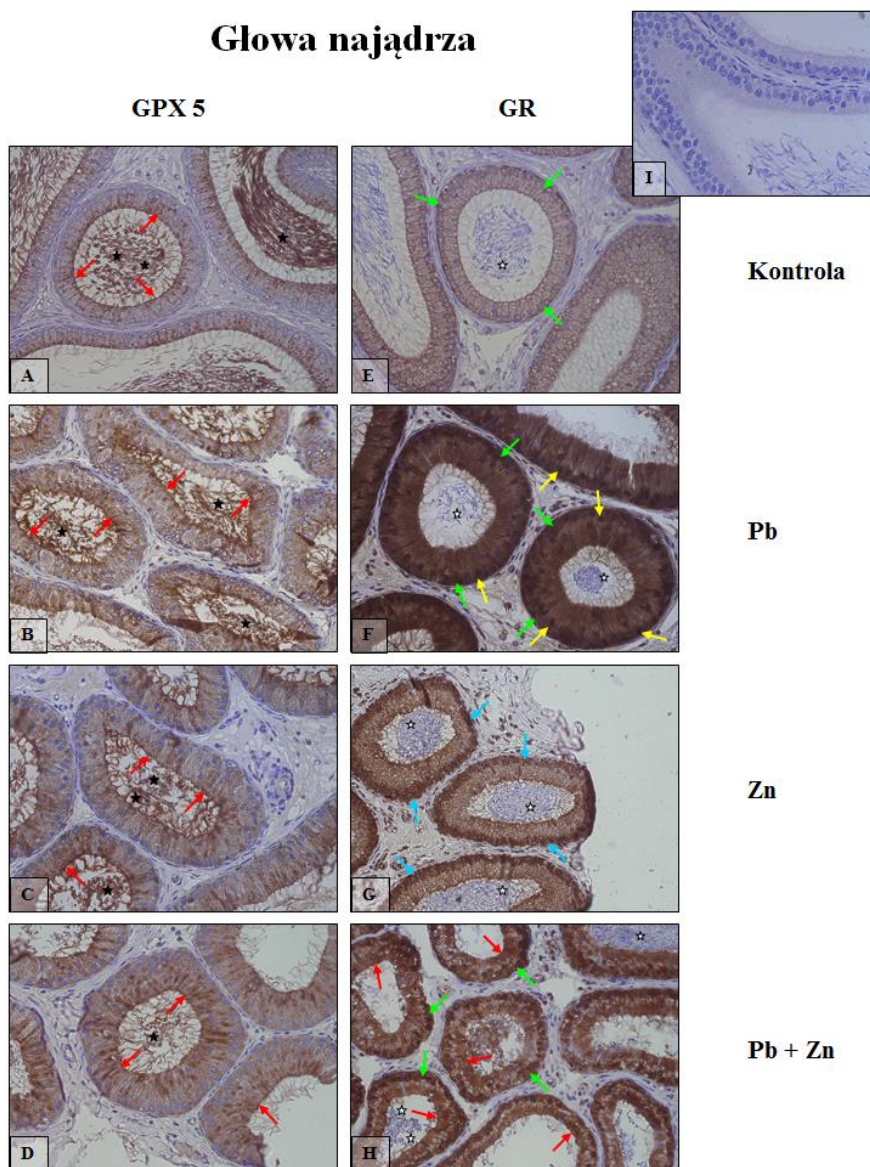 Głowa najądrza
GPX 5
GR
I
Kontrola
A
E
Pb
B
F
Zn
C
G
Pb + Zn
D
H